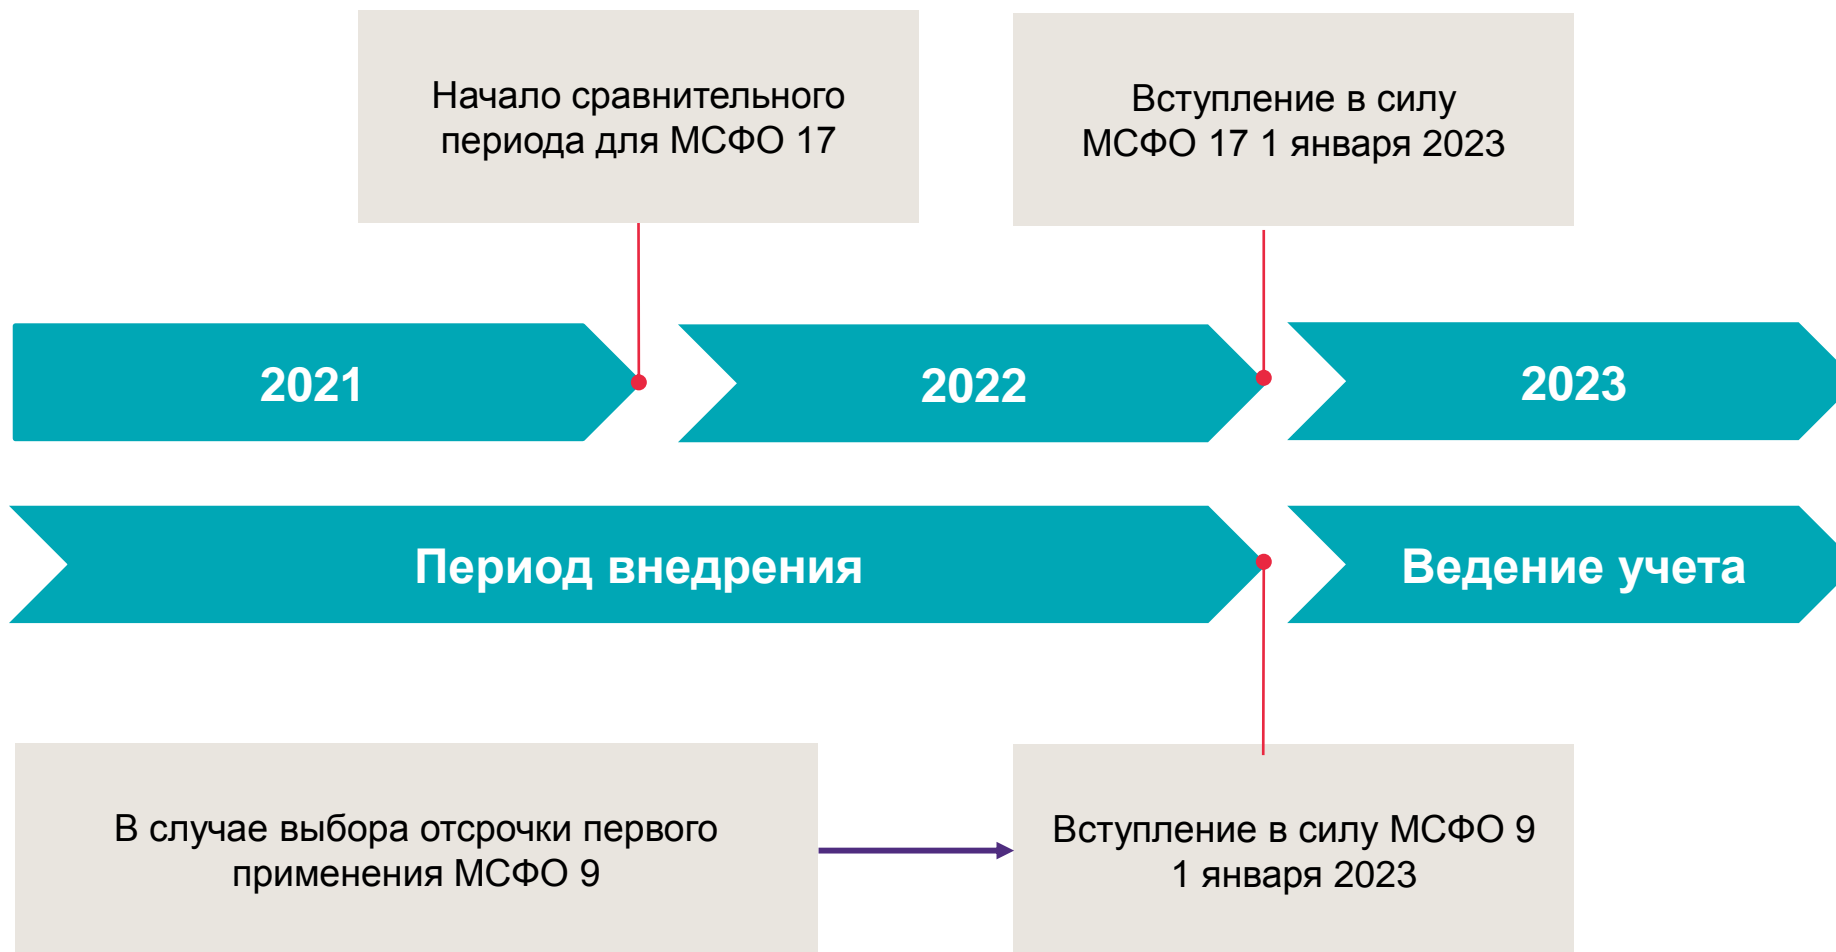 Начало сравнительного
периода для МСФО 17
Вступление в силу
МСФО 17 1 января 2023
2021
2022
2023
Период внедрения
Ведение учета
В случае выбора отсрочки первого
применения МСФО 9
Вступление в силу МСФО 9
1 января 2023